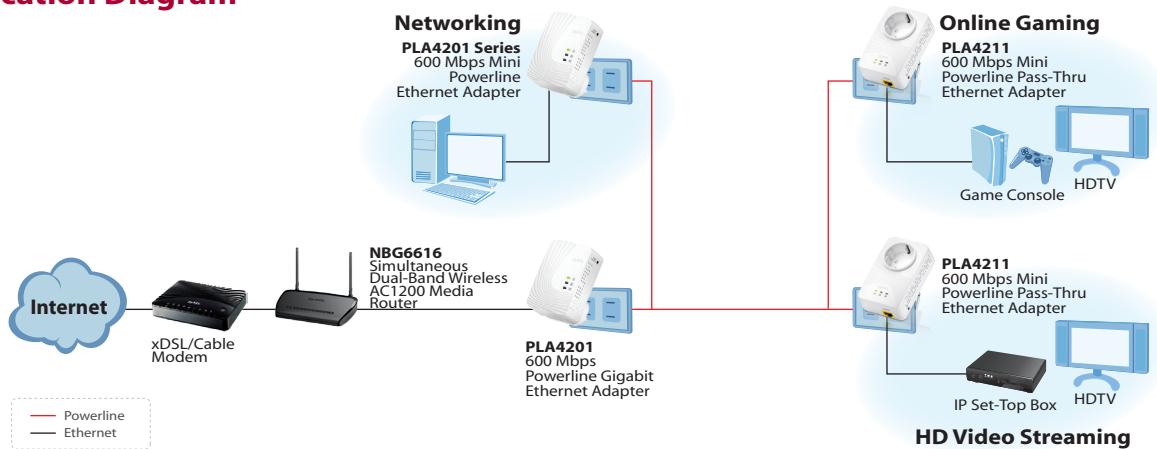 cation Diagram
Networking
PLA4201 Series
600 Mbps Mini
Powerline
Ethernet Adapter
Online Gaming
PLA4211
600 Mbps Mini
Powerline Pass-Thru
Ethernet Adapter
Game Console
HDTV
Internet
xDSL/Cable
Modem
NBG6616
Simultaneous
Dual-Band Wireless
AC1200 Media
Router
PLA4201
600 Mbps
Powerline Gigabit
Ethernet Adapter
PLA4211
600 Mbps Mini
Powerline Pass-Thru
Ethernet Adapter
IP Set-Top Box
HDTV
HD Video Streaming
Powerline
Ethernet